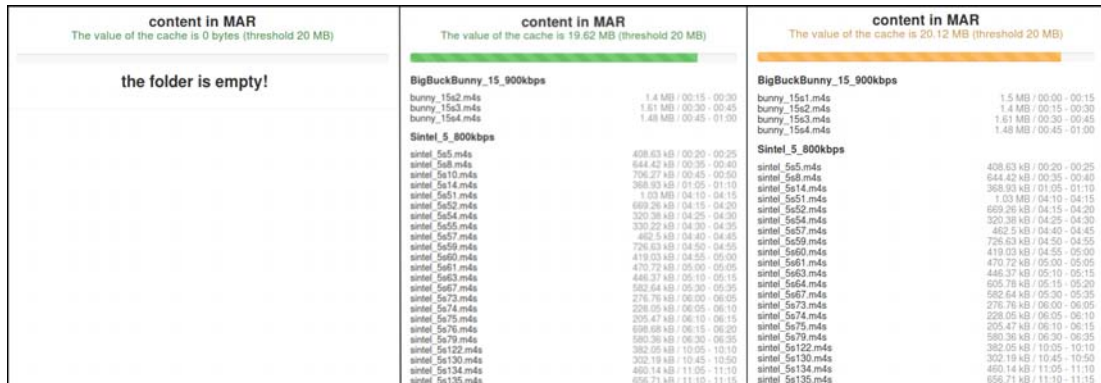 content in MAR
The value of the cache is 0 bytes (threshold 20 MB)
the folder is empty!
content in MAR
The value of the cache is 19.62 MB (threshold 20 MB)
BigBuckBunny_15_900kbps
bunny_15s2.m4s 1.4 MB / 00:15 - 00:30
bunny_15s3.m4s 1.61 MB / 00:30 - 00:45
bunny_15s4.m4s 1.48 MB / 00:45 - 01:00
Sintel_5_800kbps
sintel_5s5.m4s 408.63 kB / 00:20 - 00:25
sintel_5s8.m4s 644.42 kB / 00:35 - 00:40
sintel_5s10.m4s 706.27 kB / 00:45 - 00:50
sintel_5s14.m4s 368.93 kB / 01:05 - 01:10
sintel_5s51.m4s 1.03 MB / 04:10 - 04:15
sintel_5s52.m4s 669.26 kB / 04:15 - 04:20
sintel_5s54.m4s 320.38 kB / 04:25 - 04:30
sintel_5s55.m4s 330.22 kB / 04:30 - 04:35
sintel_5s57.m4s 462.5 kB / 04:40 - 04:45
sintel_5s59.m4s 726.63 kB / 04:50 - 04:55
sintel_5s60.m4s 419.03 kB / 04:55 - 05:00
sintel_5s61.m4s 470.72 kB / 05:00 - 05:05
sintel_5s63.m4s 446.37 kB / 05:10 - 05:15
sintel_5s67.m4s 582.64 kB / 05:30 - 05:35
sintel_5s73.m4s 276.76 kB / 06:00 - 06:05
sintel_5s74.m4s 228.05 kB / 06:05 - 06:10
sintel_5s75.m4s 205.47 kB / 06:10 - 06:15
sintel_5s76.m4s 698.68 kB / 06:15 - 06:20
sintel_5s79.m4s 580.36 kB / 06:30 - 06:35
sintel_5s122.m4s 382.05 kB / 10:05 - 10:10
sintel_5s130.m4s 302.19 kB / 10:45 - 10:50
sintel_5s134.m4s 460.14 kB / 11:05 - 11:10
sintel_5s135.m4s 656.71 kB / 11:10 - 11:15
content in MAR
The value of the cache is 20.12 MB (threshold 20 MB)
BigBuckBunny_15_900kbps
bunny_15s1.m4s 1.5 MB / 00:00 - 00:15
bunny_15s2.m4s 1.4 MB / 00:15 - 00:30
bunny_15s3.m4s 1.61 MB / 00:30 - 00:45
bunny_15s4.m4s 1.48 MB / 00:45 - 01:00
Sintel_5_800kbps
sintel_5s5.m4s 408.63 kB / 00:20 - 00:25
sintel_5s8.m4s 644.42 kB / 00:35 - 00:40
sintel_5s14.m4s 368.93 kB / 01:05 - 01:10
sintel_5s51.m4s 1.03 MB / 04:10 - 04:15
sintel_5s52.m4s 669.26 kB / 04:15 - 04:20
sintel_5s54.m4s 320.38 kB / 04:25 - 04:30
sintel_5s57.m4s 462.5 kB / 04:40 - 04:45
sintel_5s59.m4s 726.63 kB / 04:50 - 04:55
sintel_5s60.m4s 419.03 kB / 04:55 - 05:00
sintel_5s61.m4s 470.72 kB / 05:00 - 05:05
sintel_5s63.m4s 446.37 kB / 05:10 - 05:15
sintel_5s64.m4s 605.78 kB / 05:15 - 05:20
sintel_5s67.m4s 582.64 kB / 05:30 - 05:35
sintel_5s73.m4s 276.76 kB / 06:00 - 06:05
sintel_5s74.m4s 228.05 kB / 06:05 - 06:10
sintel_5s75.m4s 205.47 kB / 06:10 - 06:15
sintel_5s79.m4s 580.36 kB / 06:30 - 06:35
sintel_5s122.m4s 382.05 kB / 10:05 - 10:10
sintel_5s130.m4s 302.19 kB / 10:45 - 10:50
sintel_5s134.m4s 460.14 kB / 11:05 - 11:10
sintel_5s135.m4s 656.71 kB / 11:10 - 11:15